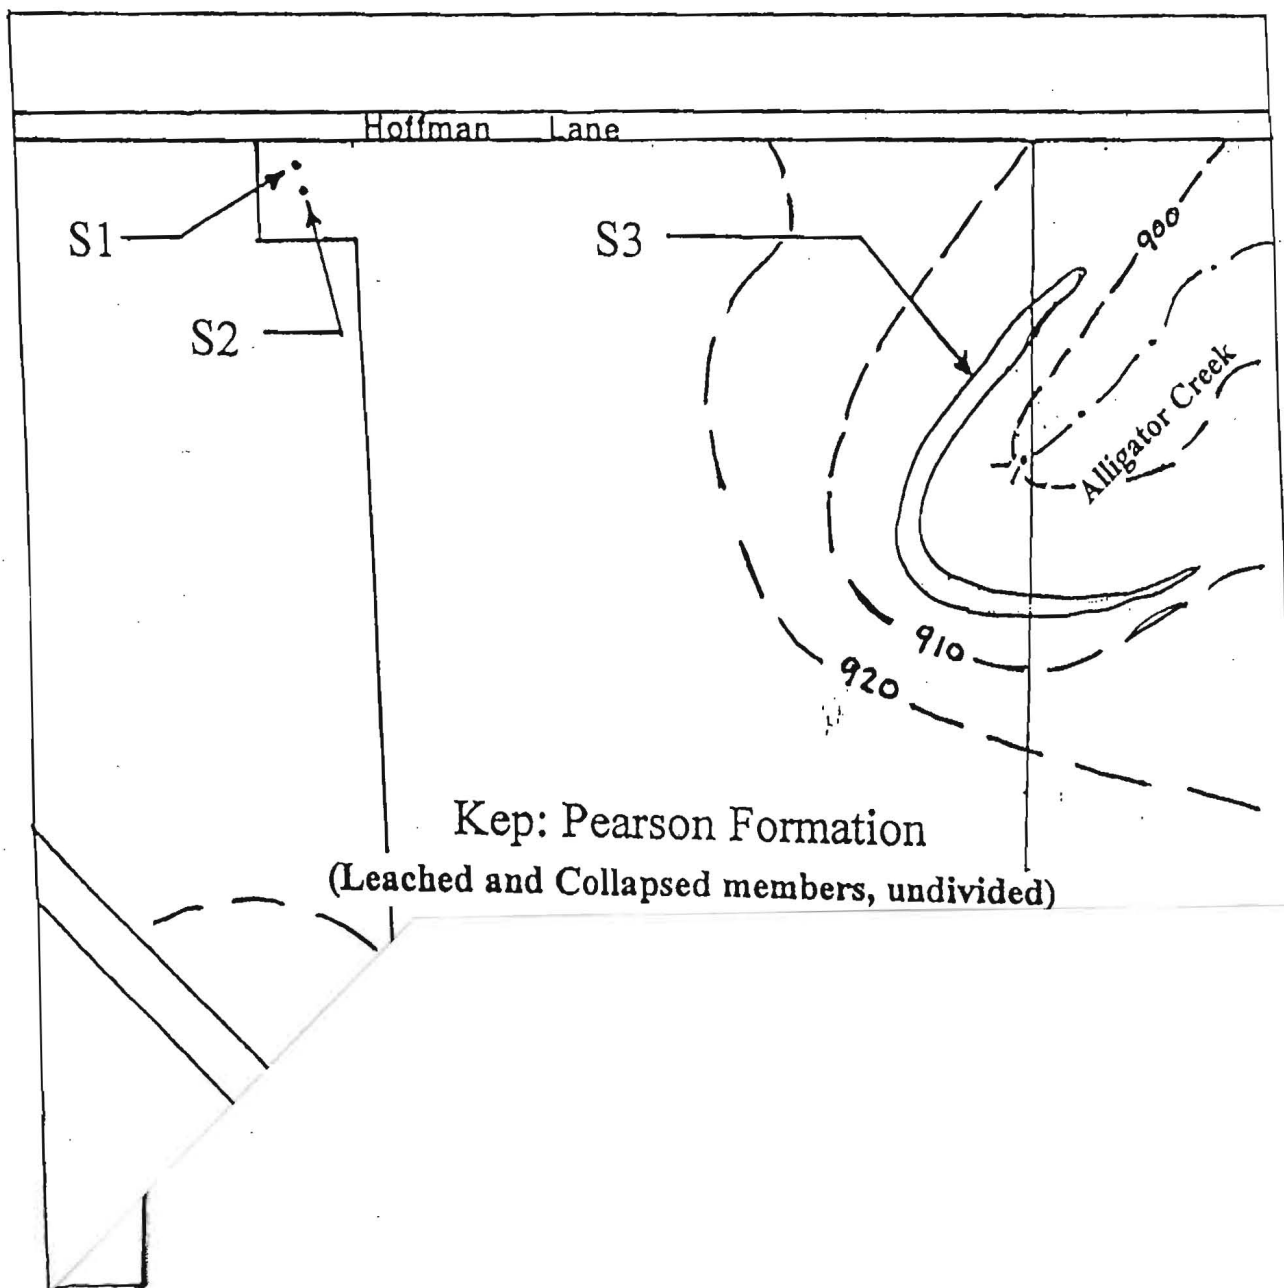 Hoffman Lane
S1
S3
900
S2
Alligator Creek
910
920
Kep: Pearson Formation
(Leached and Collapsed members, undivided)